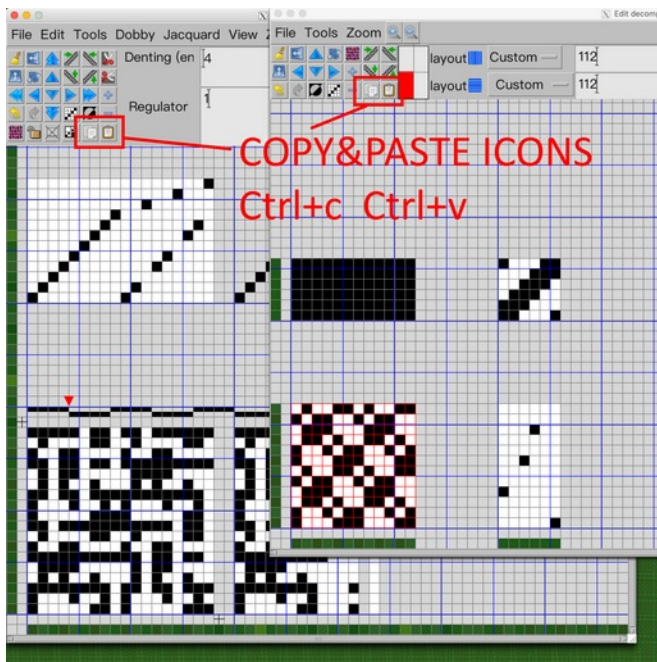 X
X Edit decomp
File Edit Tools Dobby Jacquard View
File Tools Zoom
Denting (en 4
layout Custom 112
Regulator 1
layout Custom 112
COPY&PASTE ICONS
Ctrl+c Ctrl+v